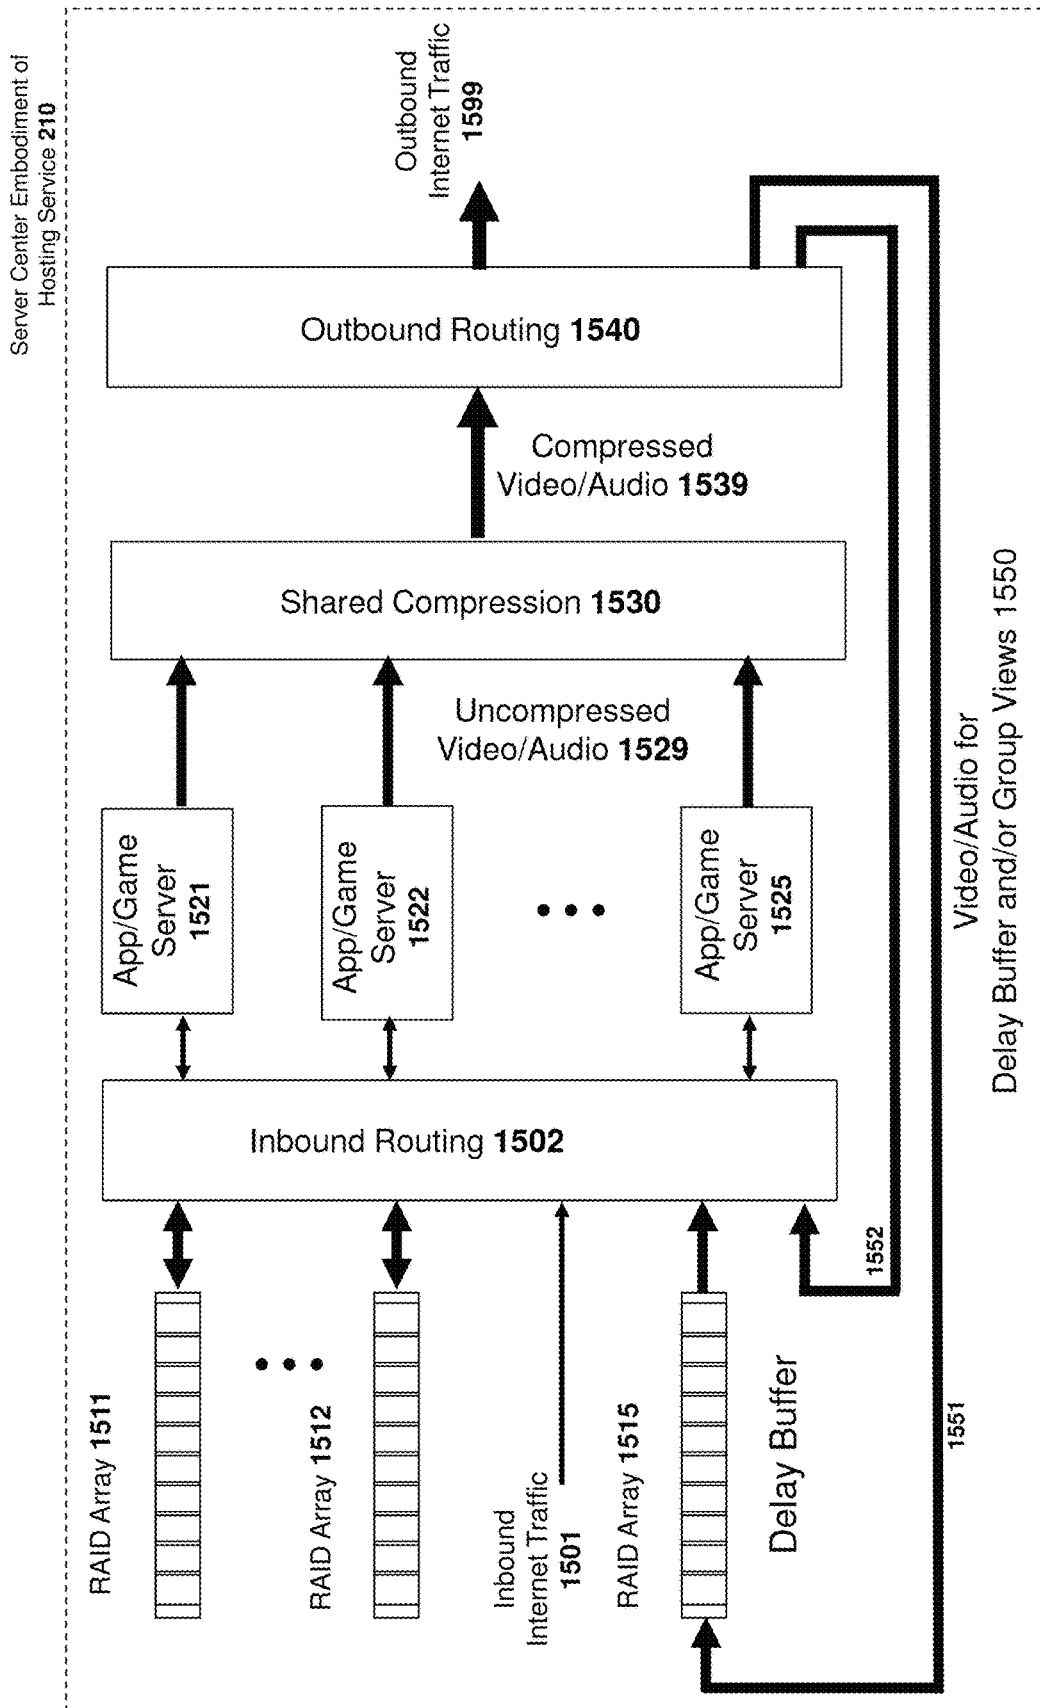 Server Center Embodiment of
Hosting Service 210
RAID Array 1511
RAID Array 1512
Inbound
Internet Traffic
1501
RAID Array 1515
Delay Buffer
Inbound Routing 1502
App/Game
Server
1521
App/Game
Server
1522
App/Game
Server
1525
Uncompressed
Video/Audio 1529
Shared Compression 1530
Compressed
Video/Audio 1539
Outbound Routing 1540
Outbound
Internet Traffic
1599
1552
1551
Video/Audio for
Delay Buffer and/or Group Views 1550